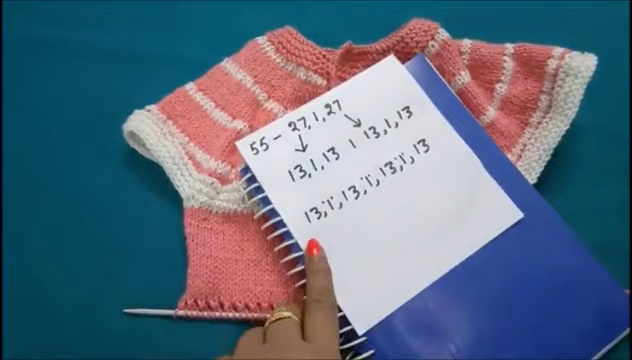 55 - 27, 1, 27
13, 1, 13 1 13, 1, 13
13, '1', 13, '1', 13, '1', 13